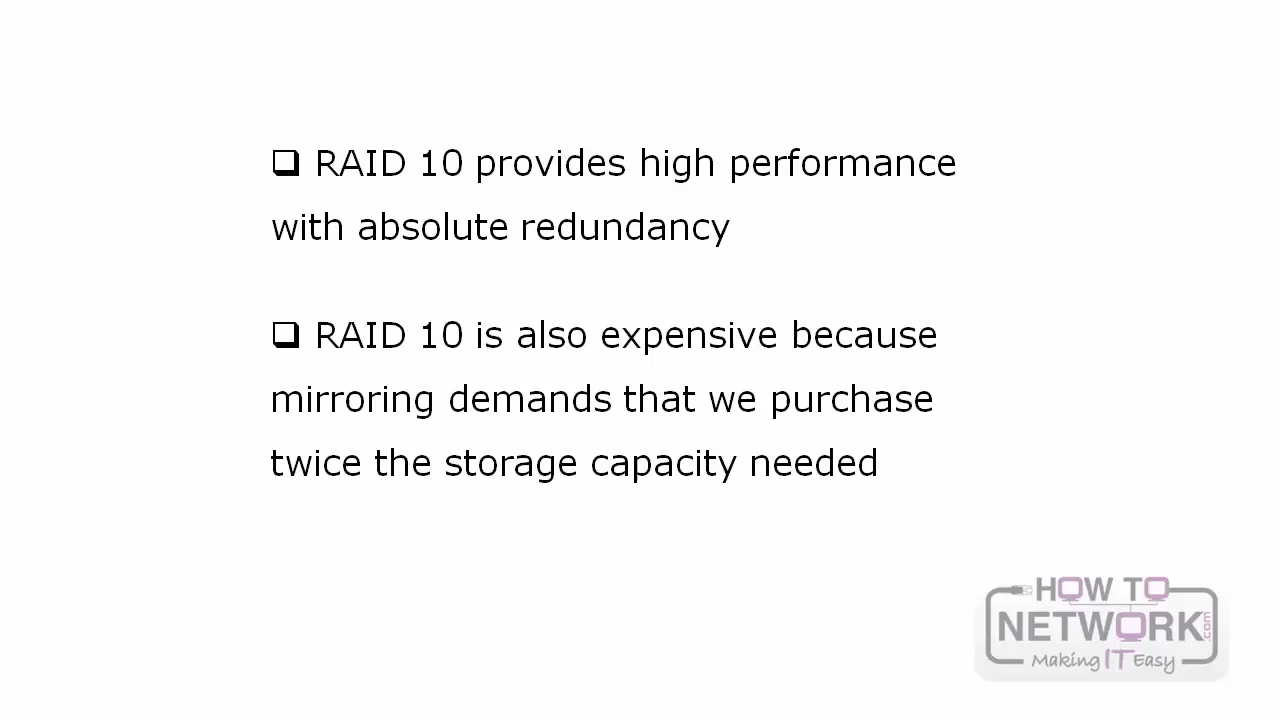 ❑ RAID 10 provides high performance
with absolute redundancy
❑ RAID 10 is also expensive because
mirroring demands that we purchase
twice the storage capacity needed
HOW TO
NETWORK.com
Making IT Easy